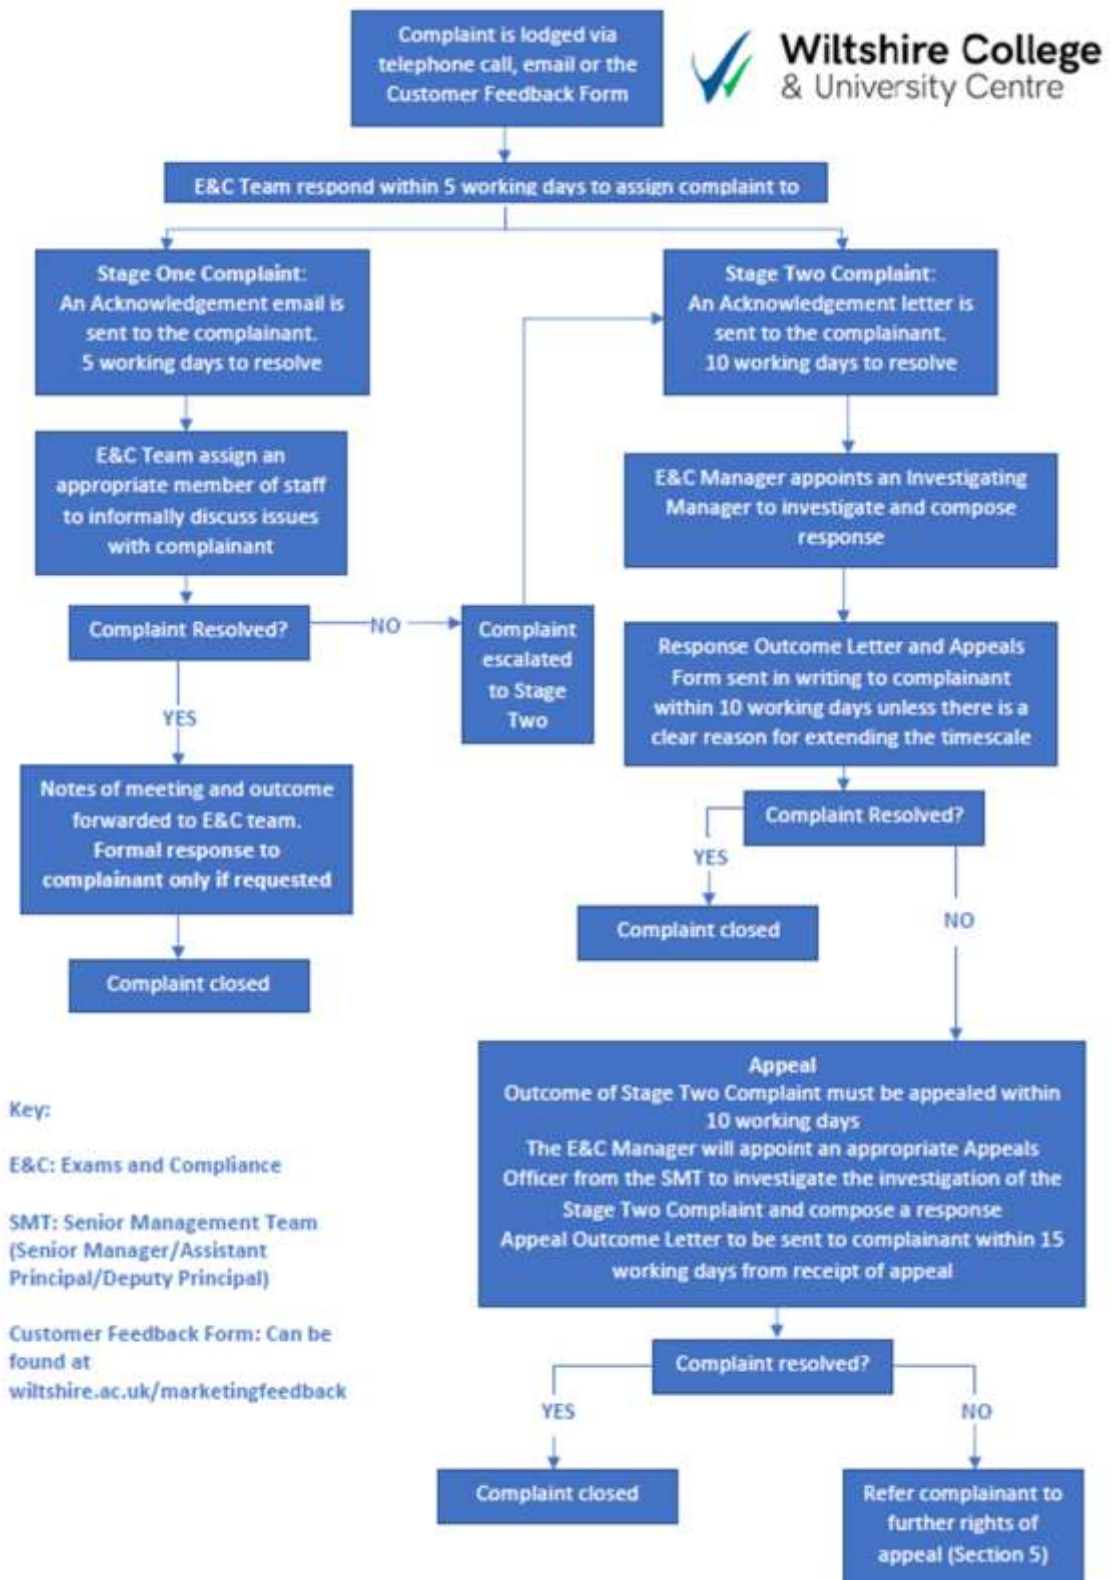 Complaint is lodged via
telephone call, email or the
Customer Feedback Form
Wiltshire College
& University Centre
E&C Team respond within 5 working days to assign complaint to
Stage One Complaint:
An Acknowledgement email is
sent to the complainant.
5 working days to resolve
Stage Two Complaint:
An Acknowledgement letter is
sent to the complainant.
10 working days to resolve
E&C Team assign an
appropriate member of staff
to informally discuss issues
with complainant
E&C Manager appoints an Investigating
Manager to investigate and compose
response
Complaint Resolved?
NO
Complaint
escalated
to Stage
Two
YES
Response Outcome Letter and Appeals
Form sent in writing to complainant
within 10 working days unless there is a
clear reason for extending the timescale
Notes of meeting and outcome
forwarded to E&C team.
Formal response to
complainant only if requested
Complaint Resolved?
YES
NO
Complaint closed
Complaint closed
Appeal
Outcome of Stage Two Complaint must be appealed within
10 working days
The E&C Manager will appoint an appropriate Appeals
Officer from the SMT to investigate the investigation of the
Stage Two Complaint and compose a response
Appeal Outcome Letter to be sent to complainant within 15
working days from receipt of appeal
Key:
E&C: Exams and Compliance
SMT: Senior Management Team
(Senior Manager/Assistant
Principal/Deputy Principal)
Customer Feedback Form: Can be
found at
wiltshire.ac.uk/marketingfeedback
Complaint resolved?
YES
NO
Complaint closed
Refer complainant to
further rights of
appeal (Section 5)